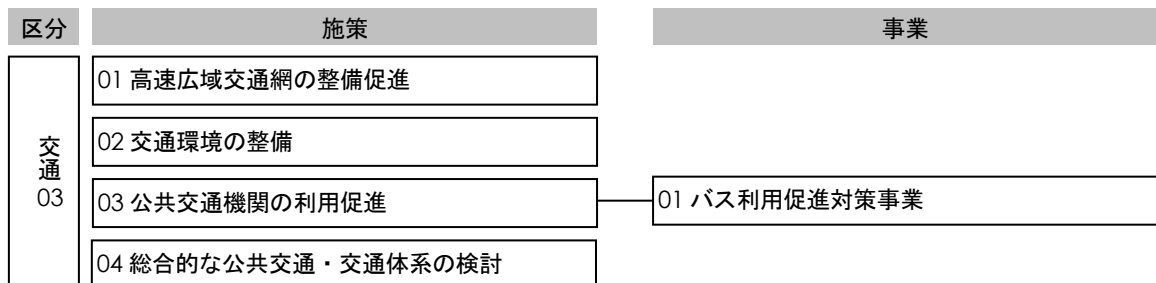 区分 施策 事業
交通
03
01 高速広域交通網の整備促進
02 交通環境の整備
03 公共交通機関の利用促進 01 バス利用促進対策事業
04 総合的な公共交通・交通体系の検討